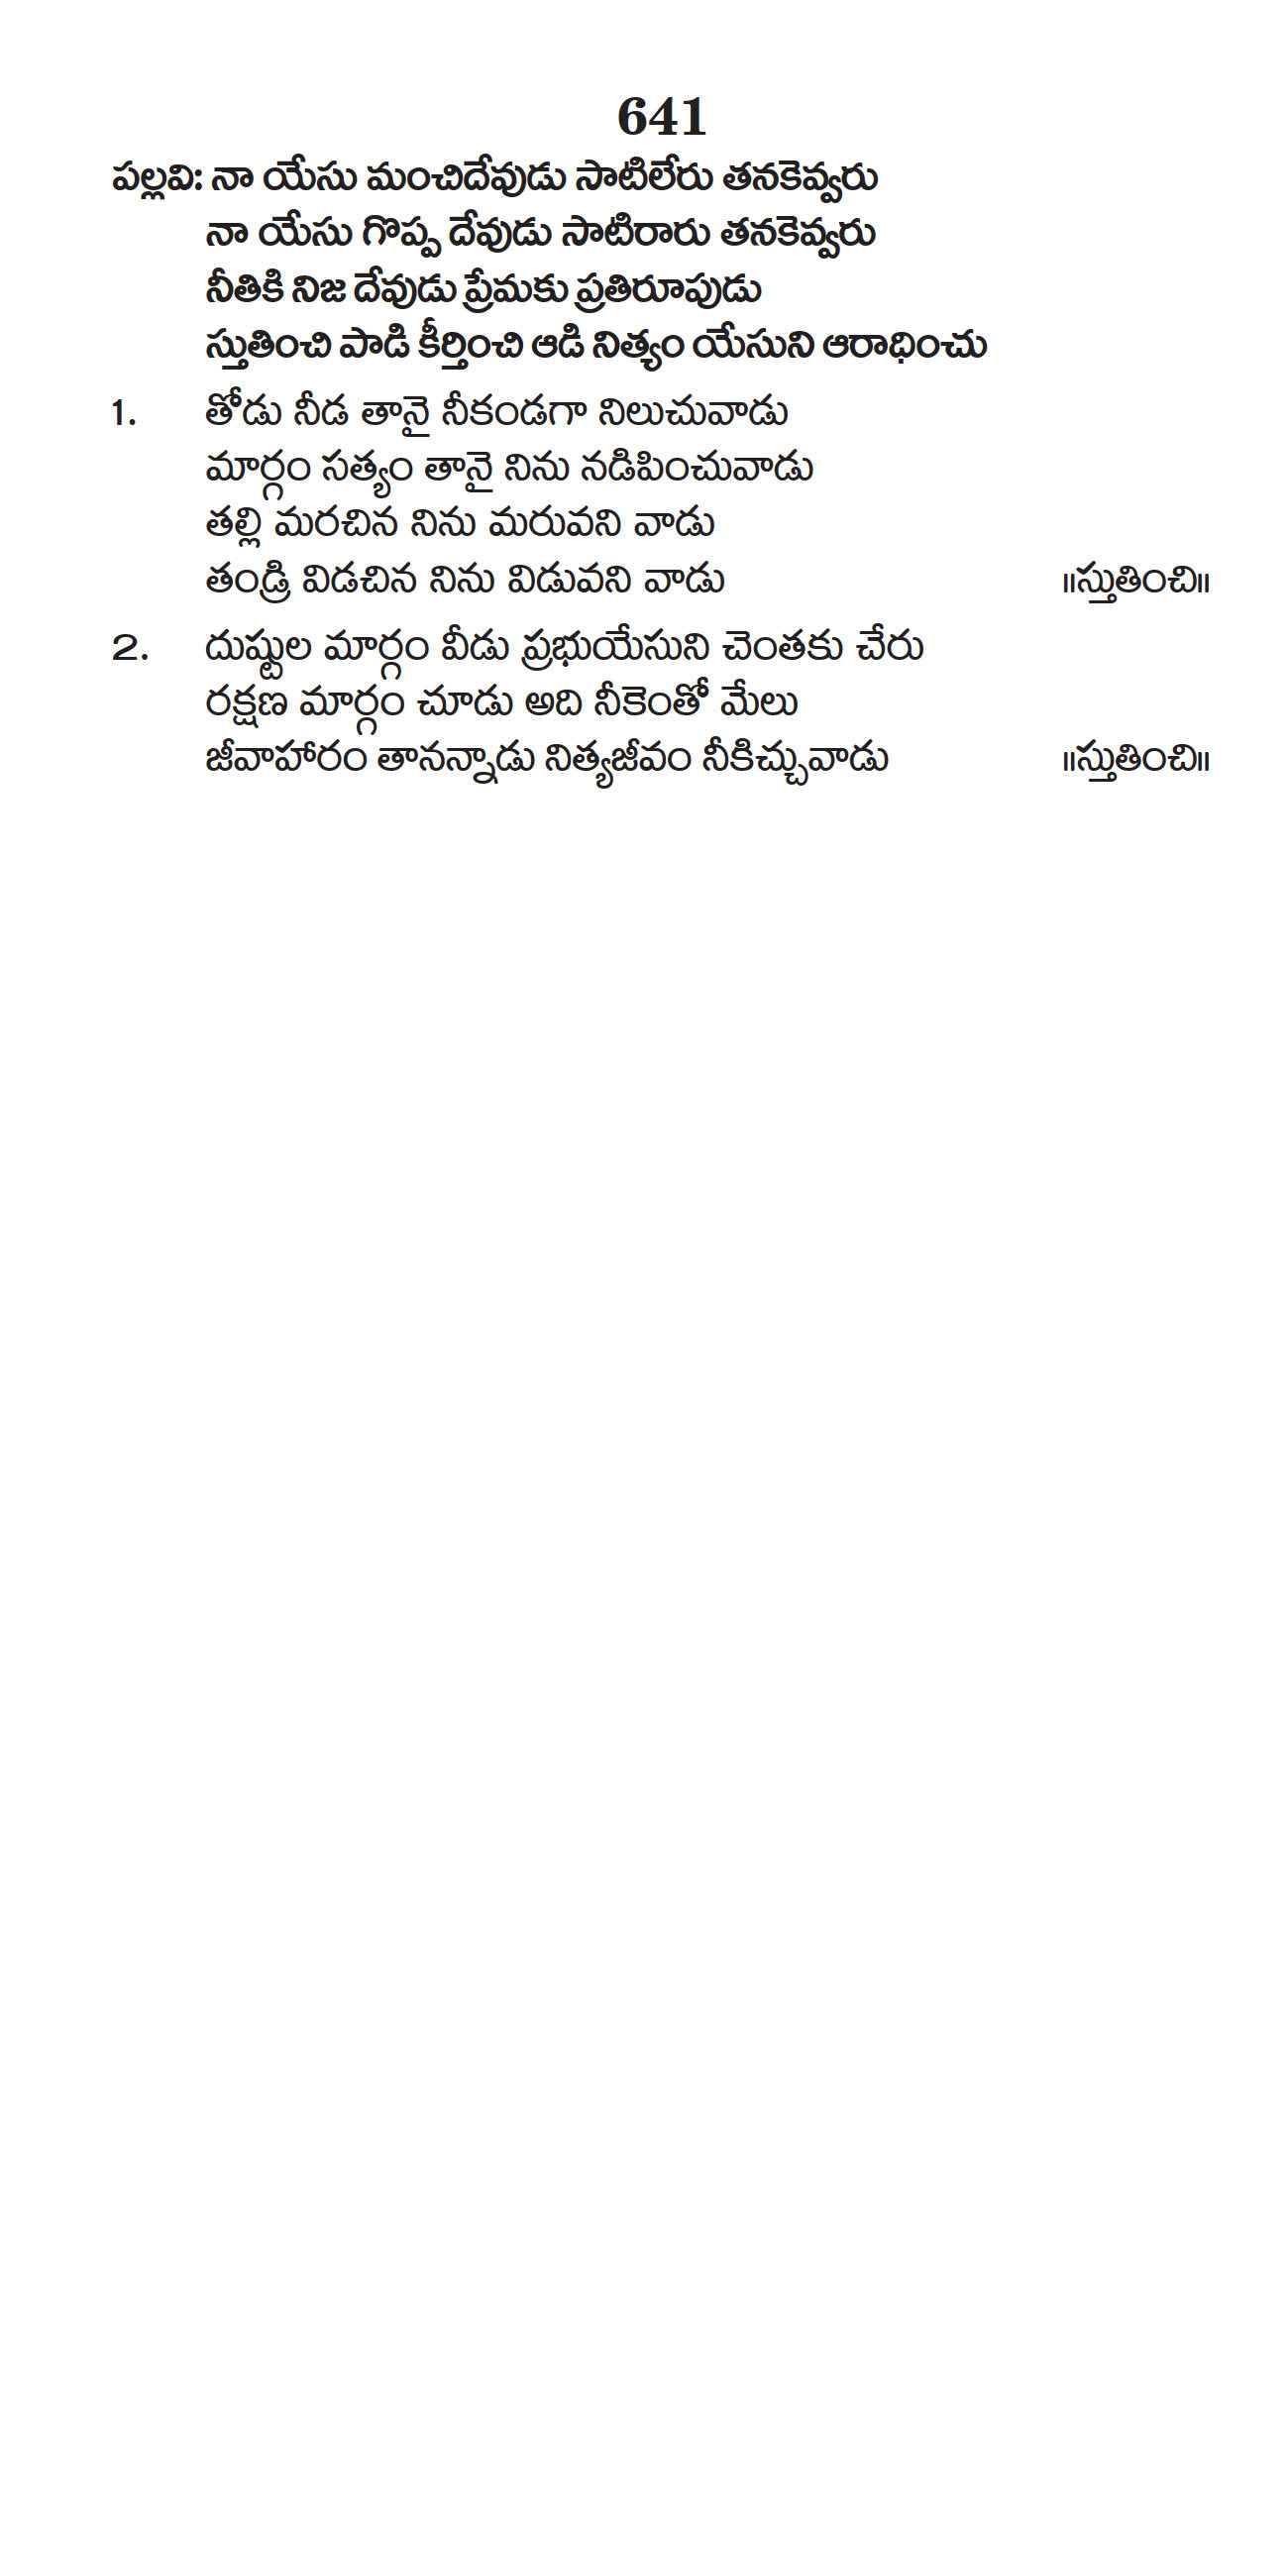 641
పల్లవి: నా యేసు మంచిదేవుడు సాటిలేరు తనకెవ్వరు
నా యేసు గొప్ప దేవుడు సాటిరారు తనకెవ్వరు
నీతికి నిజ దేవుడు ప్రేమకు ప్రతిరూపుడు
స్తుతించి పాడి కీర్తించి ఆడి నిత్యం యేసుని ఆరాధించు
1. తోడు నీడ తానై నీకండగా నిలుచువాడు
మార్గం సత్యం తానై నిను నడిపించువాడు
తల్లి మరచిన నిను మరువని వాడు
తండ్రి విడచిన నిను విడువని వాడు ॥స్తుతించి॥
2. దుష్టుల మార్గం వీడు ప్రభుయేసుని చెంతకు చేరు
రక్షణ మార్గం చూడు అది నీకెంతో మేలు
జీవాహారం తానన్నాడు నిత్యజీవం నీకిచ్చువాడు ॥స్తుతించి॥